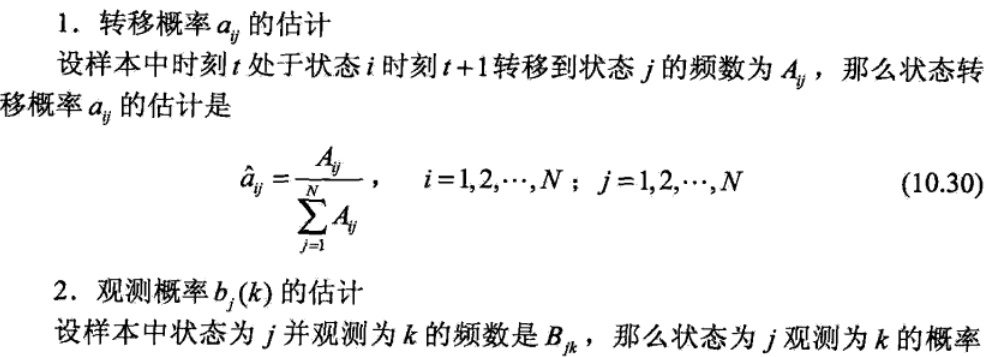 1．转移概率 $a_{ij}$ 的估计
设样本中时刻 $t$ 处于状态 $i$ 时刻 $t+1$ 转移到状态 $j$ 的频数为 $A_{ij}$，那么状态转
移概率 $a_{ij}$ 的估计是
$\hat{a}_{ij}=\frac{A_{ij}}{\sum_{j=1}^{N}A_{ij}}$， $i=1,2,\cdots,N$；$j=1,2,\cdots,N$ (10.30)
2．观测概率 $b_j(k)$ 的估计
设样本中状态为 $j$ 并观测为 $k$ 的频数是 $B_{jk}$，那么状态为 $j$ 观测为 $k$ 的概率